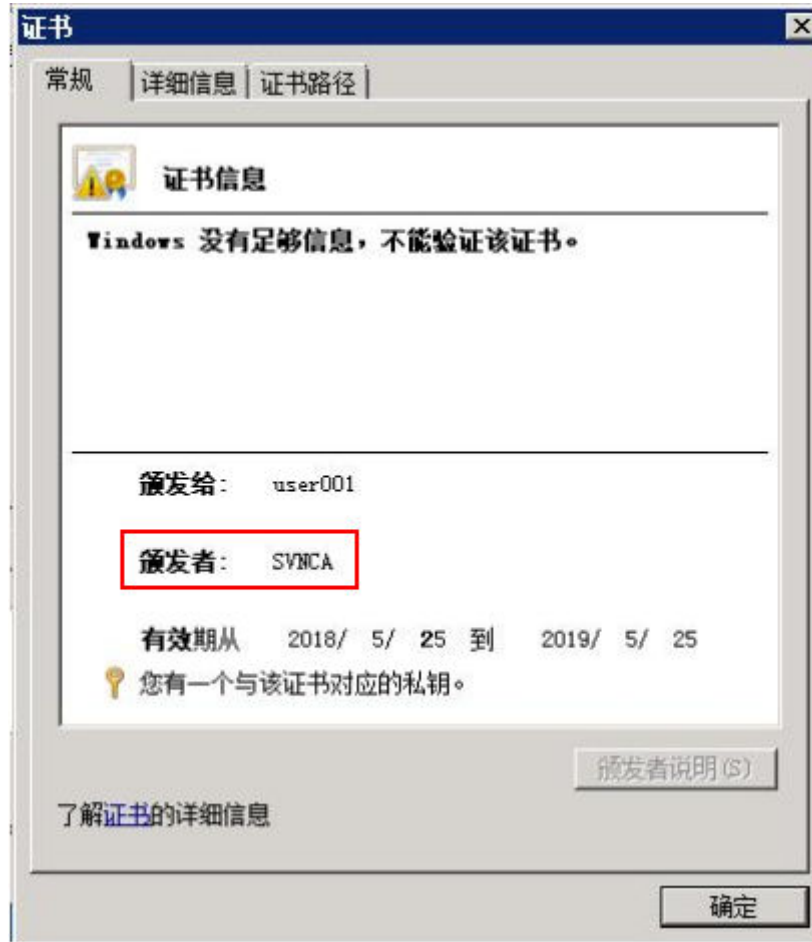 证书
常规 详细信息 证书路径
证书信息
Windows 没有足够信息，不能验证该证书。
颁发给： user001
颁发者： SVNCA
有效期从 2018/ 5/ 25 到 2019/ 5/ 25
您有一个与该证书对应的私钥。
颁发者说明(S)
了解证书的详细信息
确定